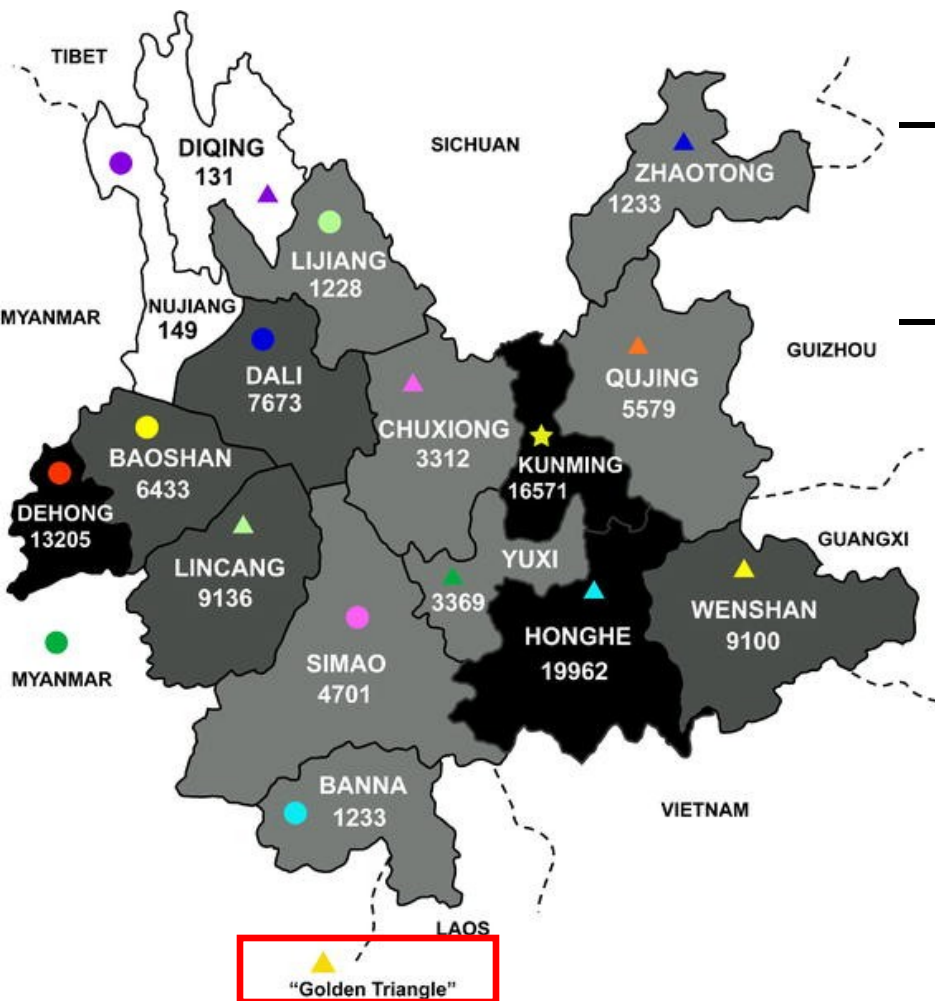 TIBET
DIQING
131
SICHUAN
ZHAOTONG
1233
LIJIANG
1228
MYANMAR
NUJIANG
149
GUIZHOU
DALI
7673
QUJING
5579
CHUXIONG
3312
BAOSHAN
6433
KUNMING
16571
DEHONG
13205
GUANGXI
LINCANG
9136
YUXI
3369
WENSHAN
9100
HONGHE
19962
MYANMAR
SIMAO
4701
BANNA
1233
VIETNAM
LAOS
“Golden Triangle”